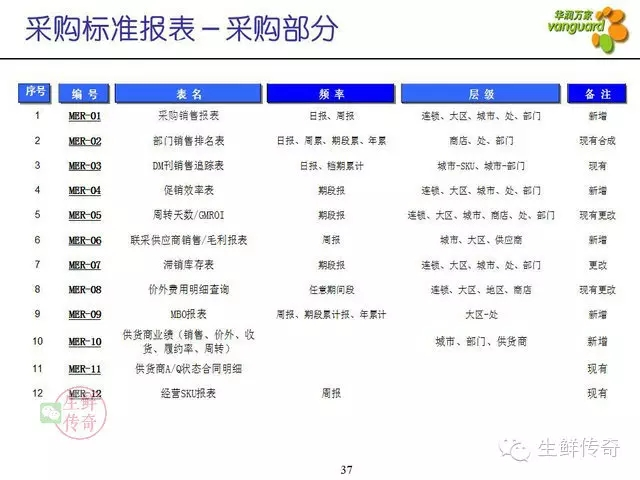 采购标准报表－采购部分
华润万家
vanguard
序号 编 号 表 名 频 率 层 级 备 注
1 MER-01 采购销售报表 日报、周报 连锁、大区、城市、处、部门 新增
2 MER-02 部门销售排名表 日报、周累、期段累、年累 商店、处、部门 现有合成
3 MER-03 DM刊销售追踪表 日报、档期累计 城市-SKU、城市-部门 现有
4 MER-04 促销效率表 期段报 连锁、大区、城市、处、部门 新增
5 MER-05 周转天数/GMROI 期段报 连锁、大区、城市、商店、处、部门 现有更改
6 MER-06 联采供应商销售/毛利报表 周报 城市、大区、供应商 新增
7 MER-07 滞销库存表 期段报 连锁、大区、城市、处、部门 更改
8 MER-08 价外费用明细查询 任意期间段 连锁、大区、地区、商店 现有更改
9 MER-09 MBO报表 周报、期段累计报、年累计 大区-处 新增
10 MER-10 供货商业绩（销售、价外、收
货、履约率、周转） 城市、部门、供货商 新增
11 MER-11 供货商A/Q状态合同明细 现有
12 MER-12 经营SKU报表 周报 现有
生鲜
传奇
生鲜传奇
37